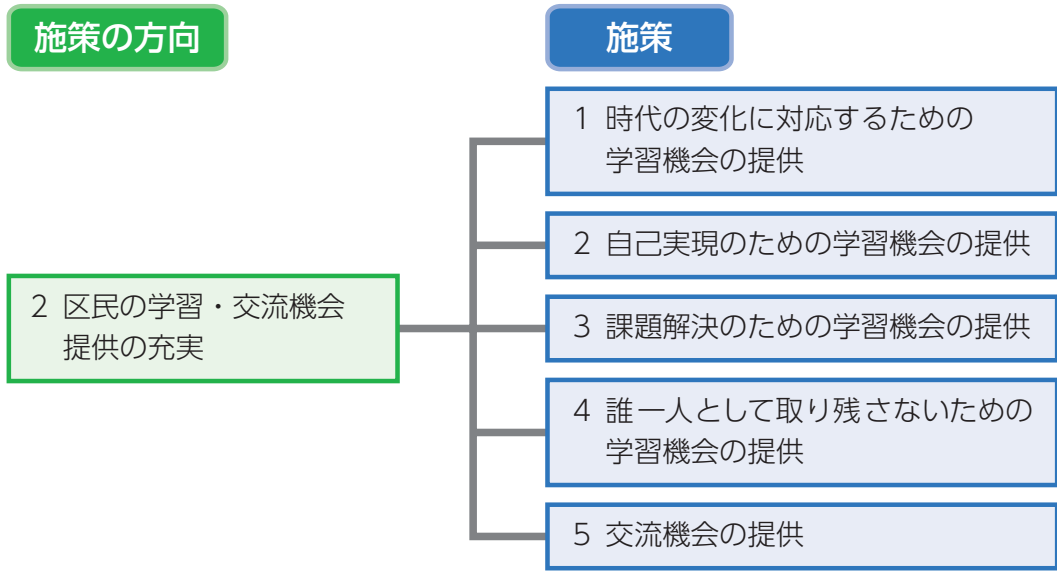 施策の方向
施策
2 区民の学習・交流機会
提供の充実
1 時代の変化に対応するための
学習機会の提供
2 自己実現のための学習機会の提供
3 課題解決のための学習機会の提供
4 誰一人として取り残さないための
学習機会の提供
5 交流機会の提供